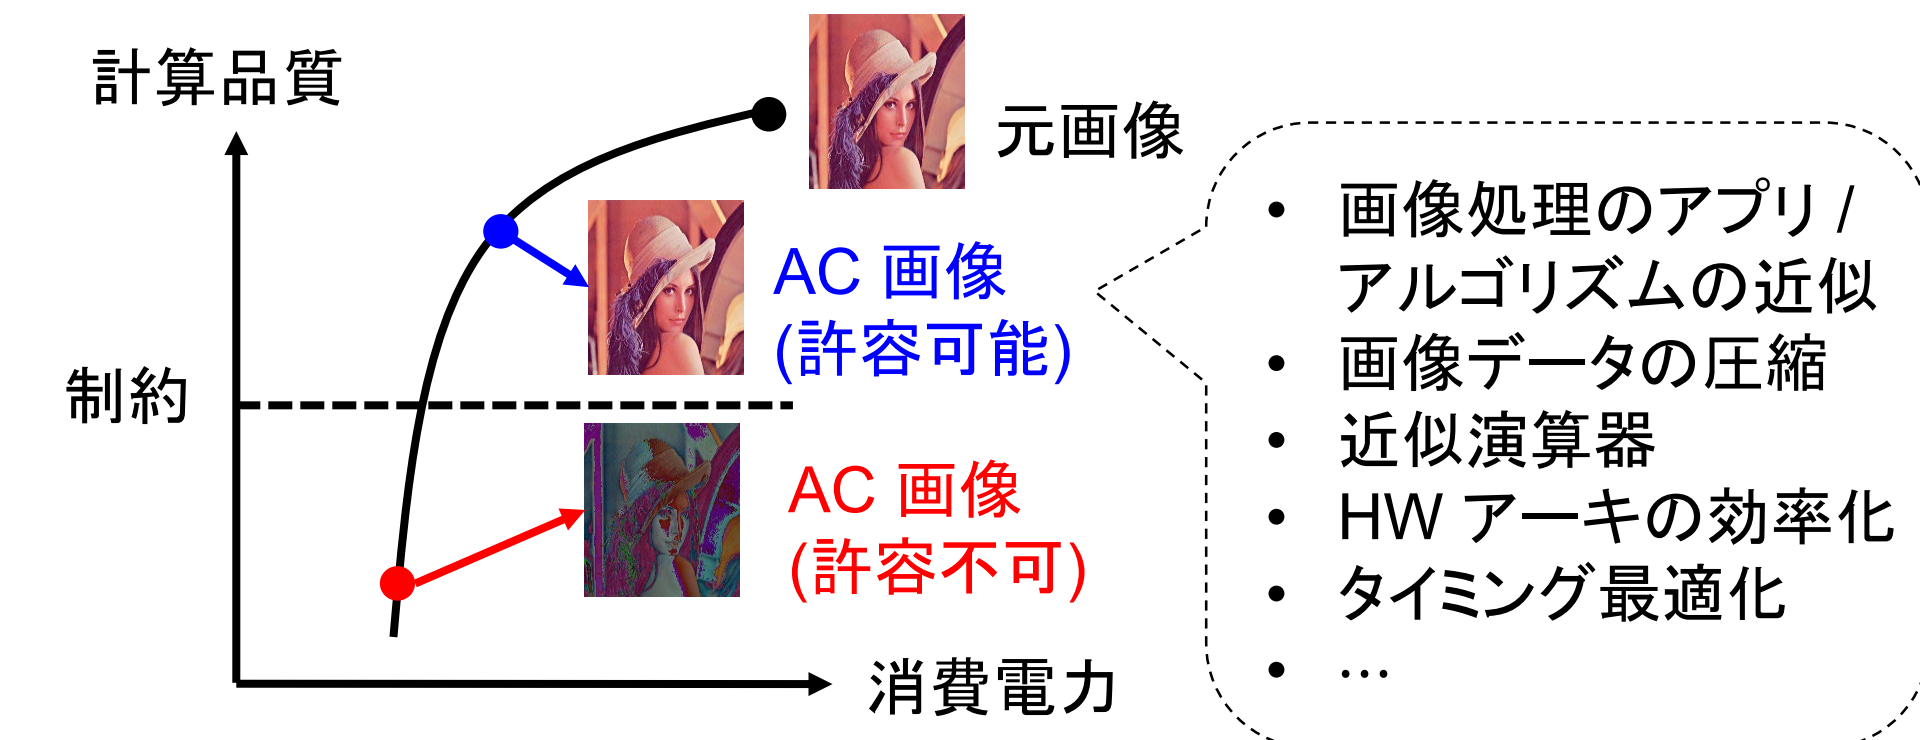 計算品質
元画像
AC 画像
(許容可能)
制約
AC 画像
(許容不可)
消費電力
• 画像処理のアプリ /
アルゴリズムの近似
• 画像データの圧縮
• 近似演算器
• HW アーキの効率化
• タイミング最適化
• …